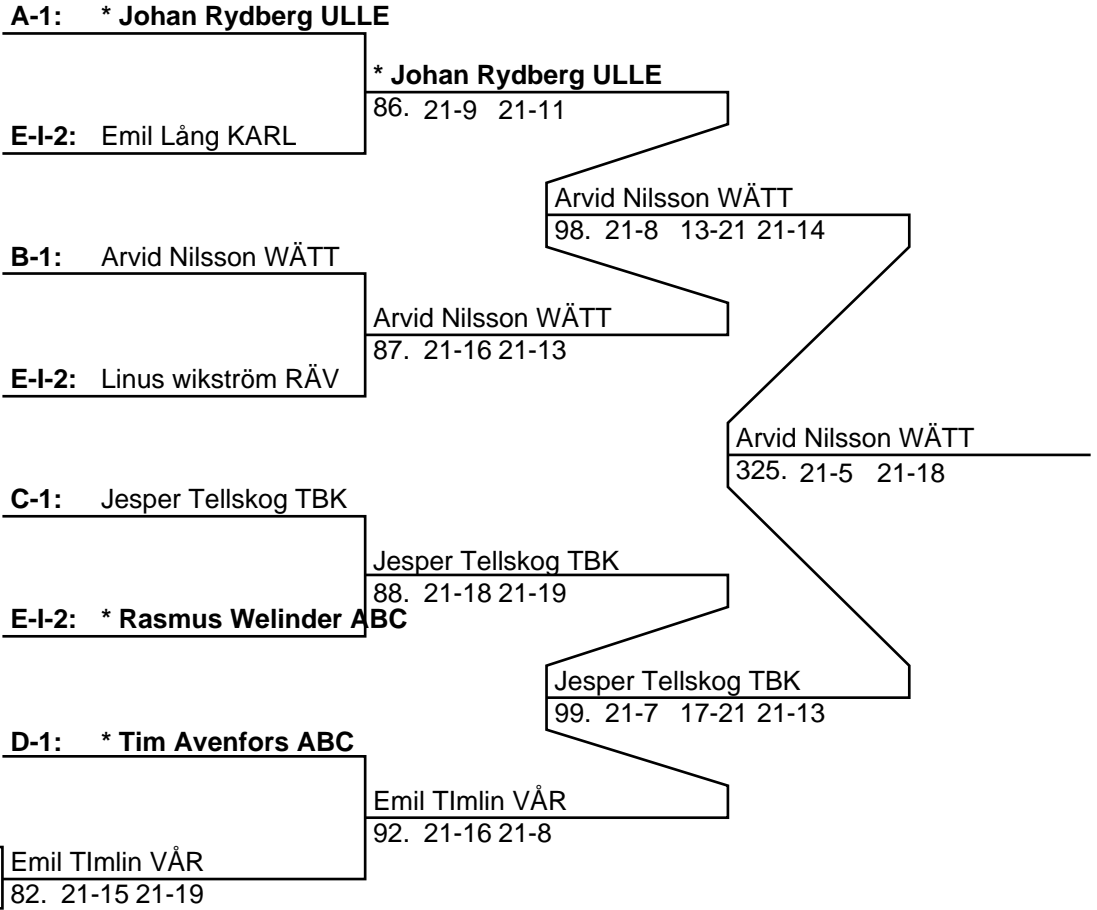 A-1: * Johan Rydberg ULLE
* Johan Rydberg ULLE
86. 21-9 21-11
E-I-2: Emil Lång KARL
Arvid Nilsson WÄTT
98. 21-8 13-21 21-14
B-1: Arvid Nilsson WÄTT
Arvid Nilsson WÄTT
87. 21-16 21-13
E-I-2: Linus wikström RÄV
Arvid Nilsson WÄTT
325. 21-5 21-18
C-1: Jesper Tellskog TBK
Jesper Tellskog TBK
88. 21-18 21-19
E-I-2: * Rasmus Welinder ABC
Jesper Tellskog TBK
99. 21-7 17-21 21-13
D-1: * Tim Avenfors ABC
Emil TImlin VÅR
92. 21-16 21-8
Emil TImlin VÅR
82. 21-15 21-19